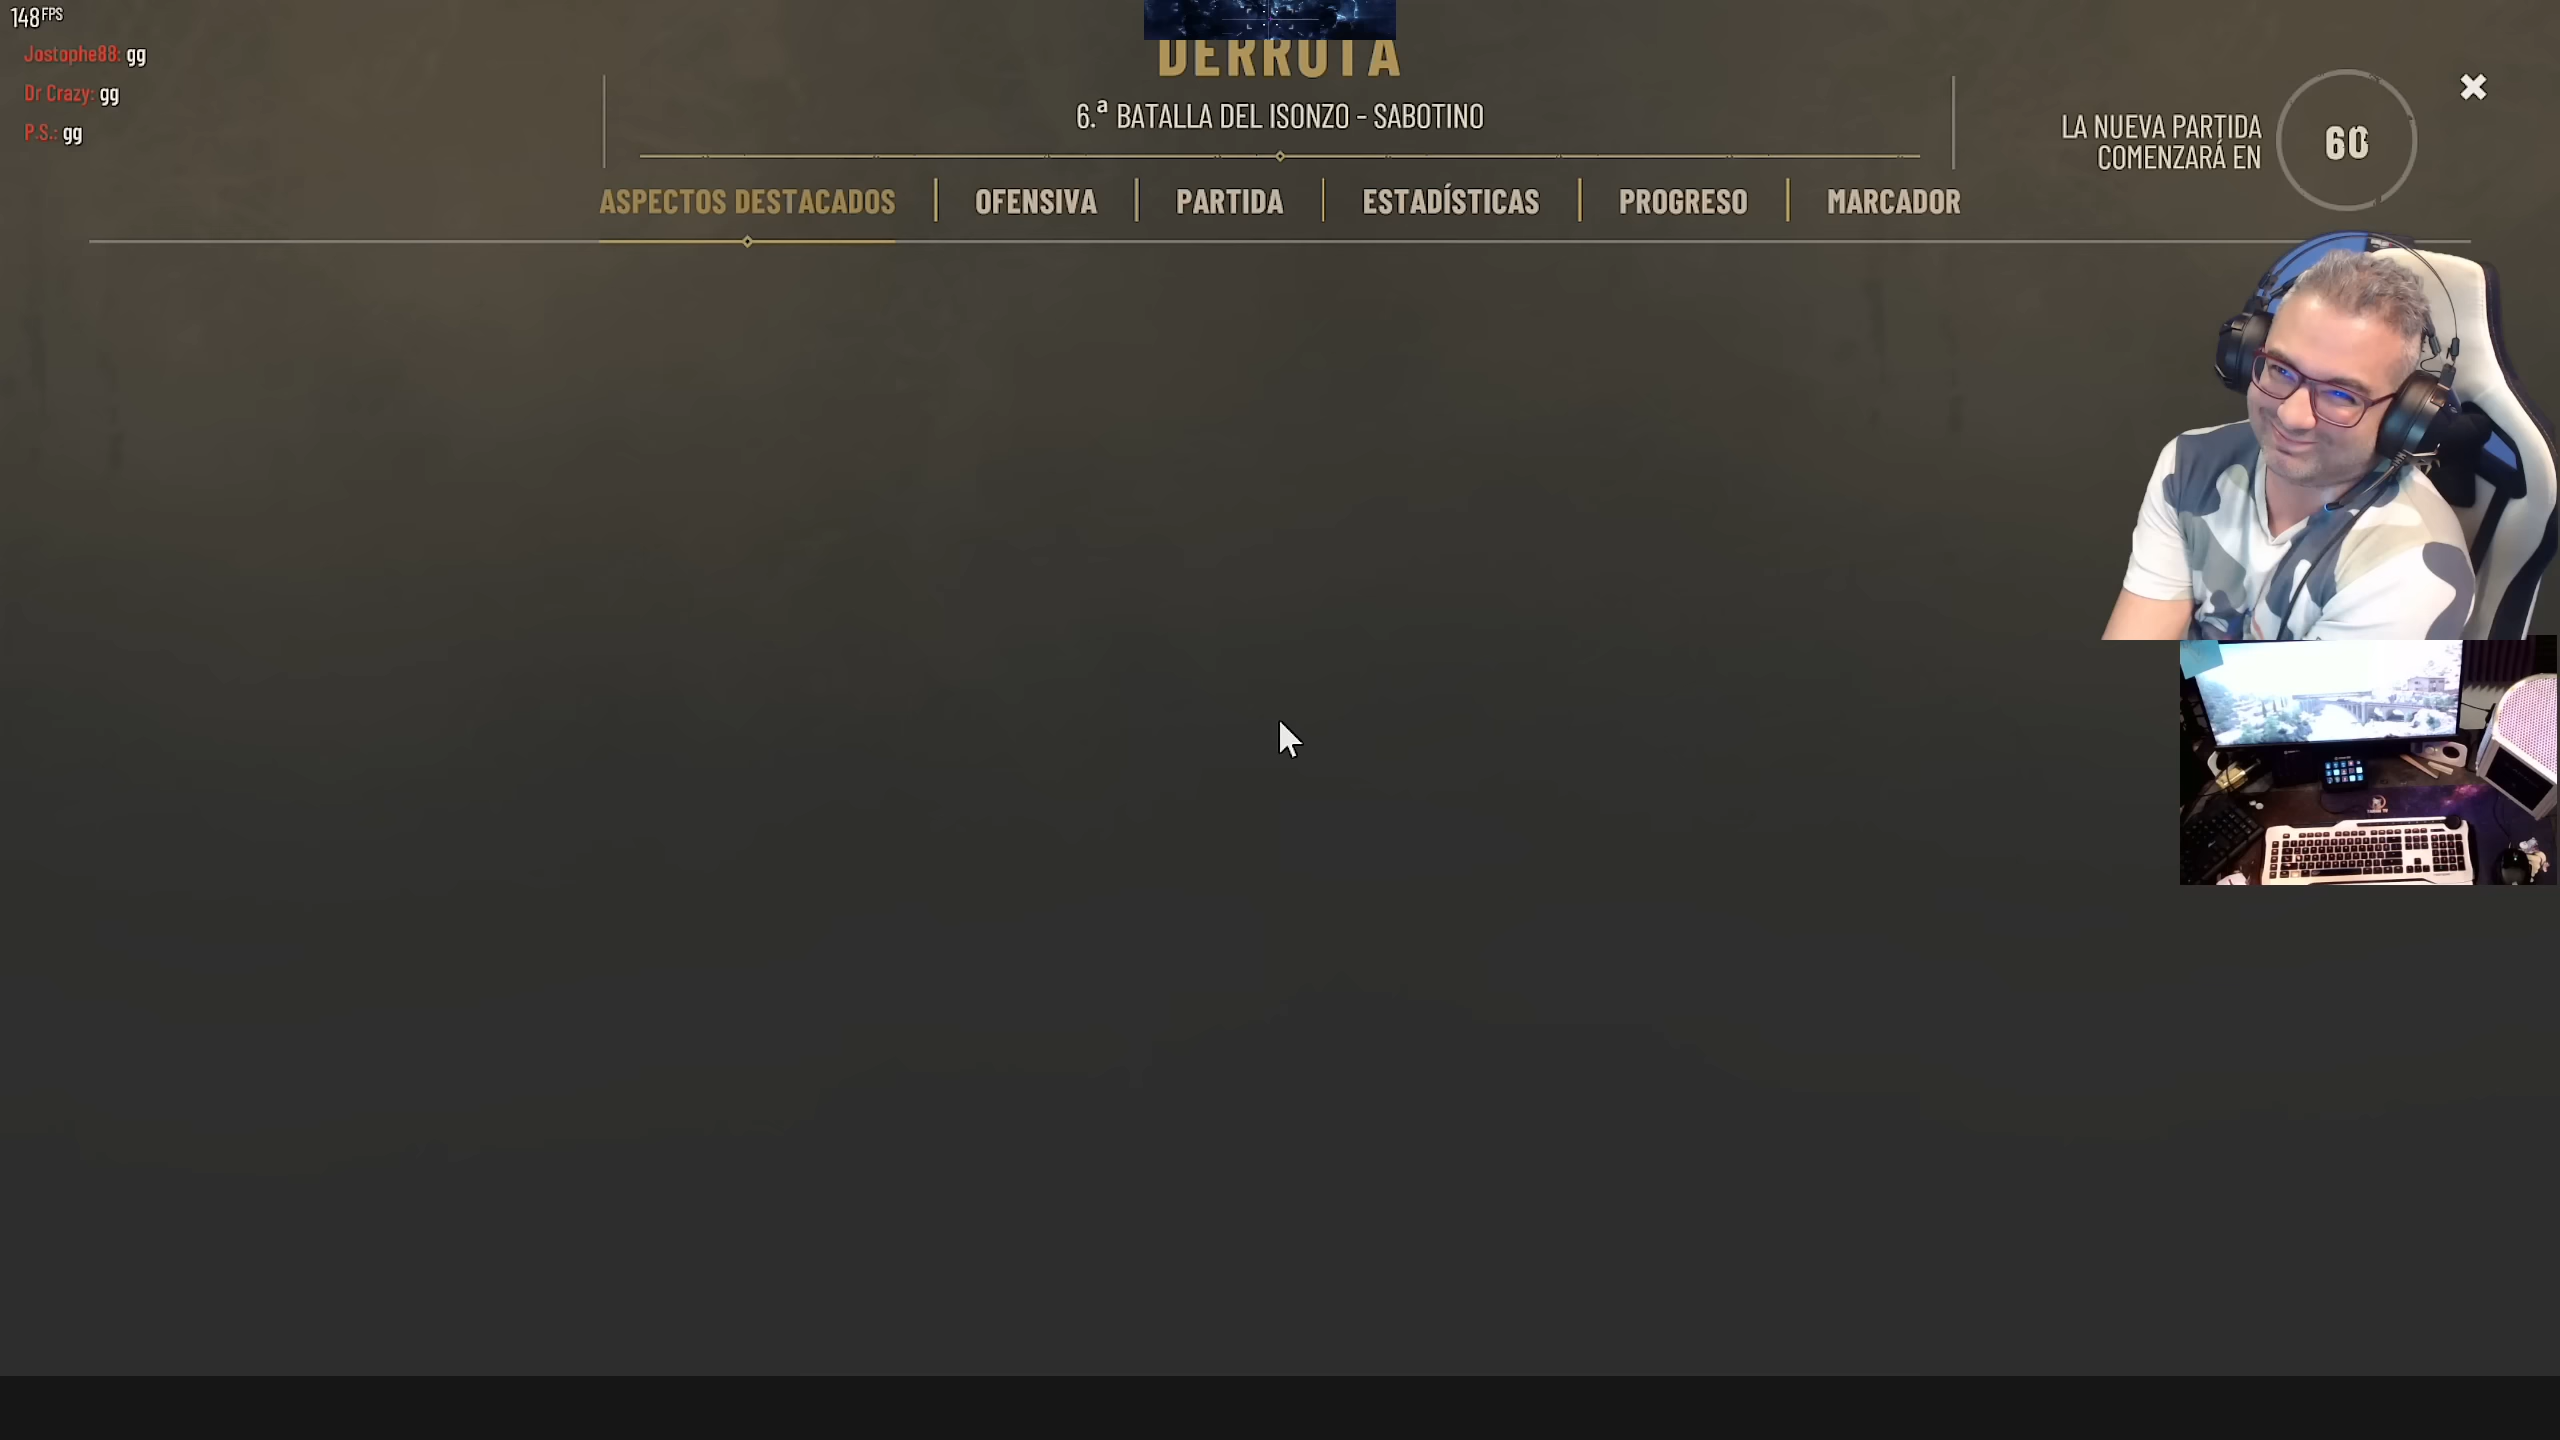 148 FPS
Jostophe88: gg
Dr Crazy: gg
P.S.: gg
DERROTA
6.ª BATALLA DEL ISONZO - SABOTINO
LA NUEVA PARTIDA
COMENZARÁ EN
60
ASPECTOS DESTACADOS
OFENSIVA
PARTIDA
ESTADÍSTICAS
PROGRESO
MARCADOR